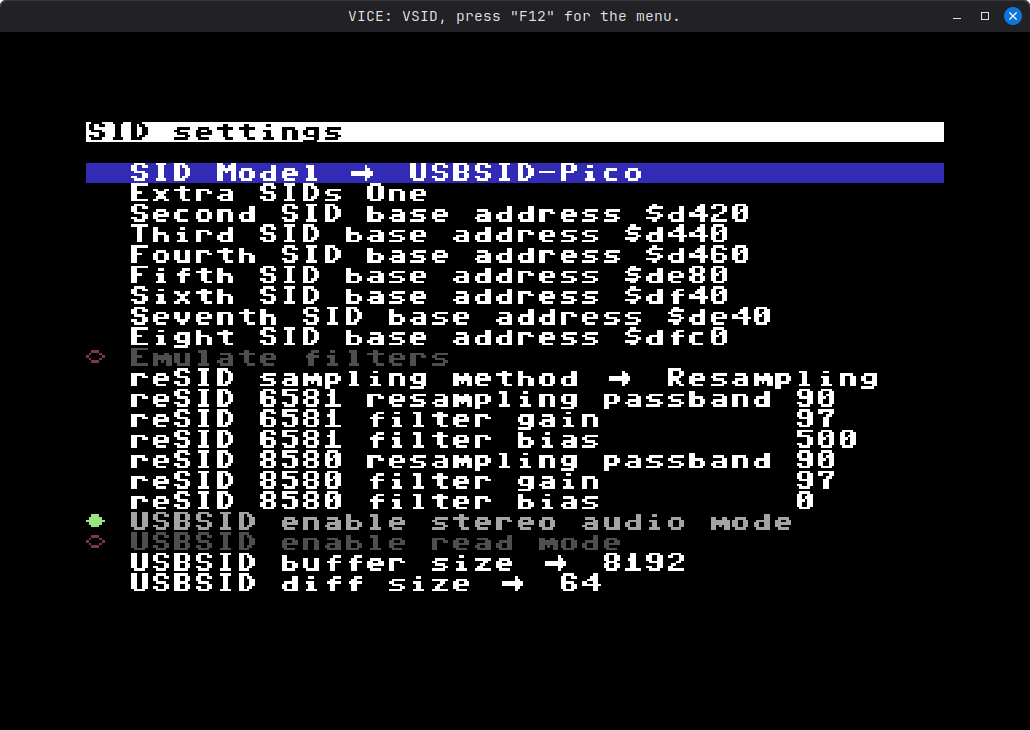 VICE: VSID, press "F12" for the menu.
SID settings
SID Model → USBSID-Pico
Extra SIDs One
Second SID base address $d420
Third SID base address $d440
Fourth SID base address $d460
Fifth SID base address $de80
Sixth SID base address $df40
Seventh SID base address $de40
Eight SID base address $dfc0
Emulate filters
reSID sampling method → Resampling
reSID 6581 resampling passband 90
reSID 6581 filter gain 97
reSID 6581 filter bias 500
reSID 8580 resampling passband 90
reSID 8580 filter gain 97
reSID 8580 filter bias 0
USBSID enable stereo audio mode
USBSID enable read mode
USBSID buffer size → 8192
USBSID diff size → 64